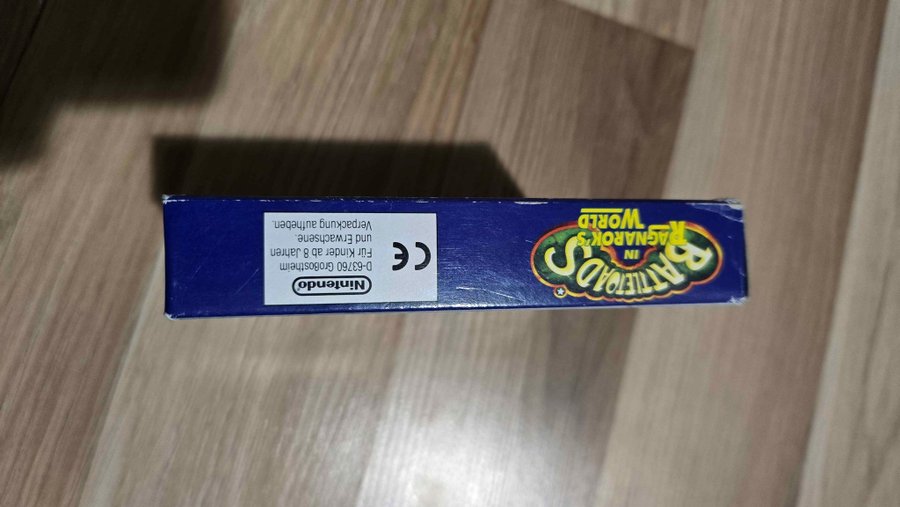 BATTLETOADS
IN
RAGNAROK'S
WORLD
Nintendo
D-63760 Großostheim
Für Kinder ab 8 Jahren
und Erwachsene.
Verpackung aufheben.
CE